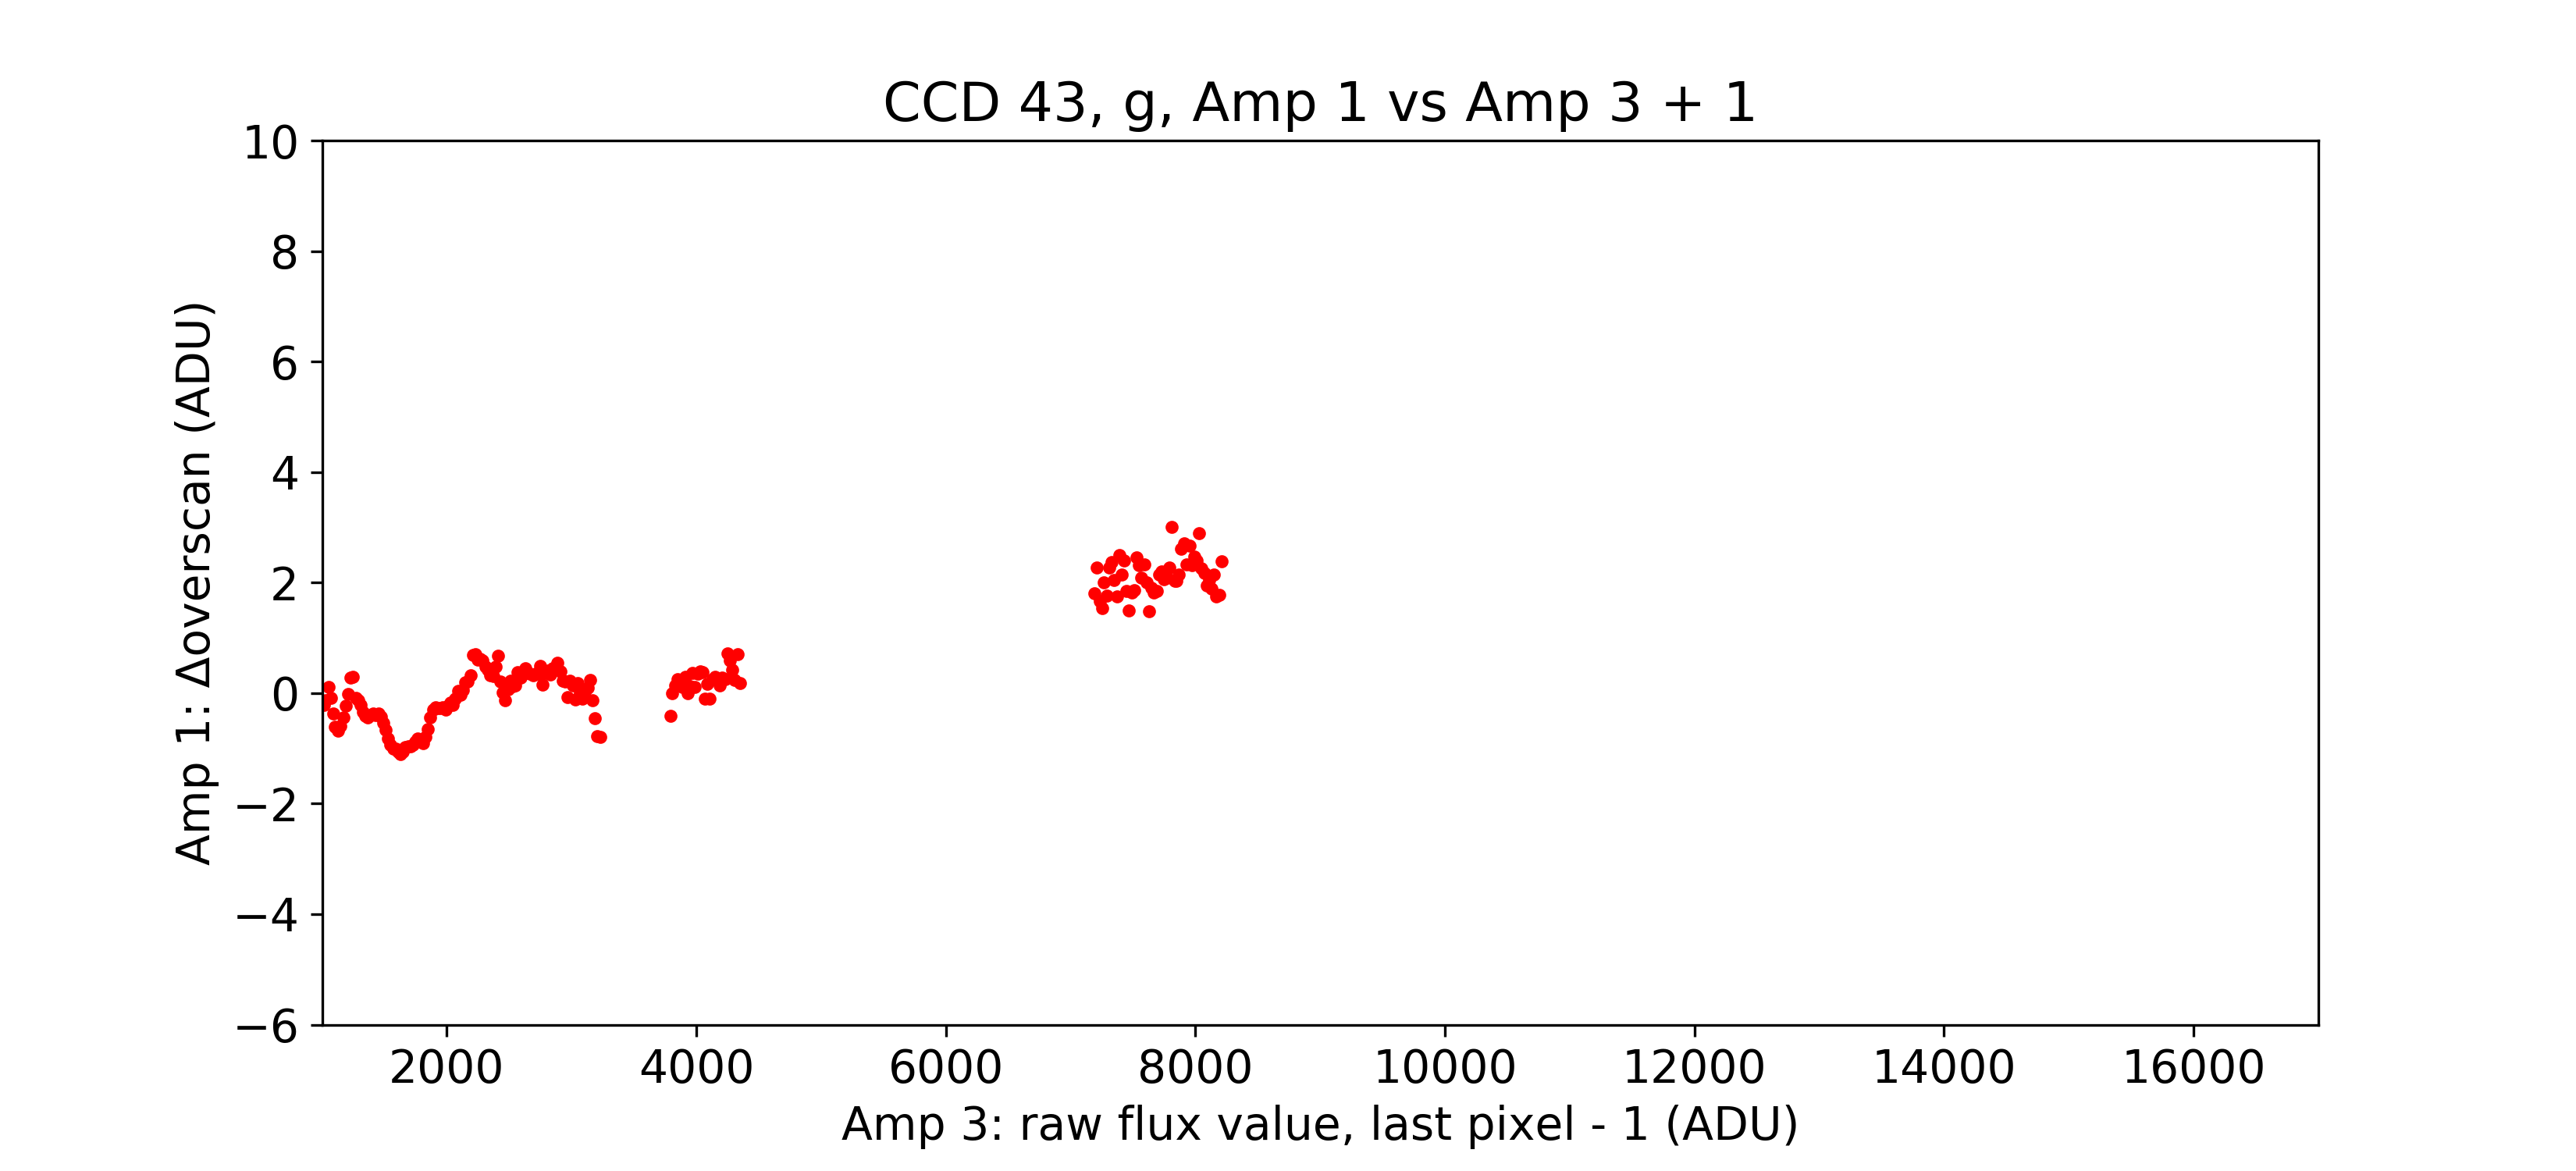 CCD 43, g, Amp 1 vs Amp 3 + 1
10
8
6
4
2
0
−2
−4
−6
Amp 1: Δoverscan (ADU)
2000 4000 6000 8000 10000 12000 14000 16000
Amp 3: raw flux value, last pixel - 1 (ADU)